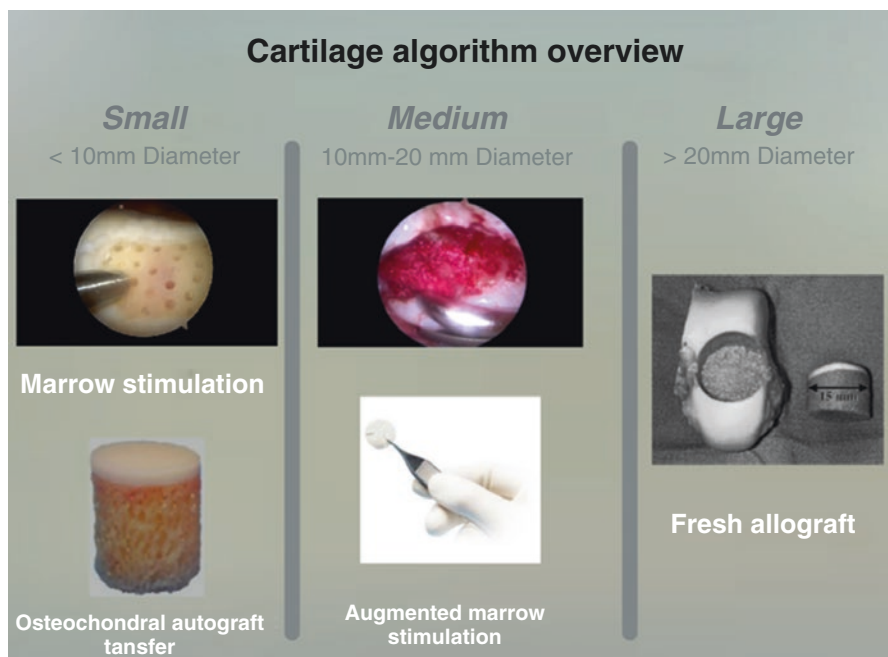 Cartilage algorithm overview
Small
< 10mm Diameter
Marrow stimulation
Osteochondral autograft
tansfer
Medium
10mm-20 mm Diameter
Augmented marrow
stimulation
Large
> 20mm Diameter
15 mm
Fresh allograft